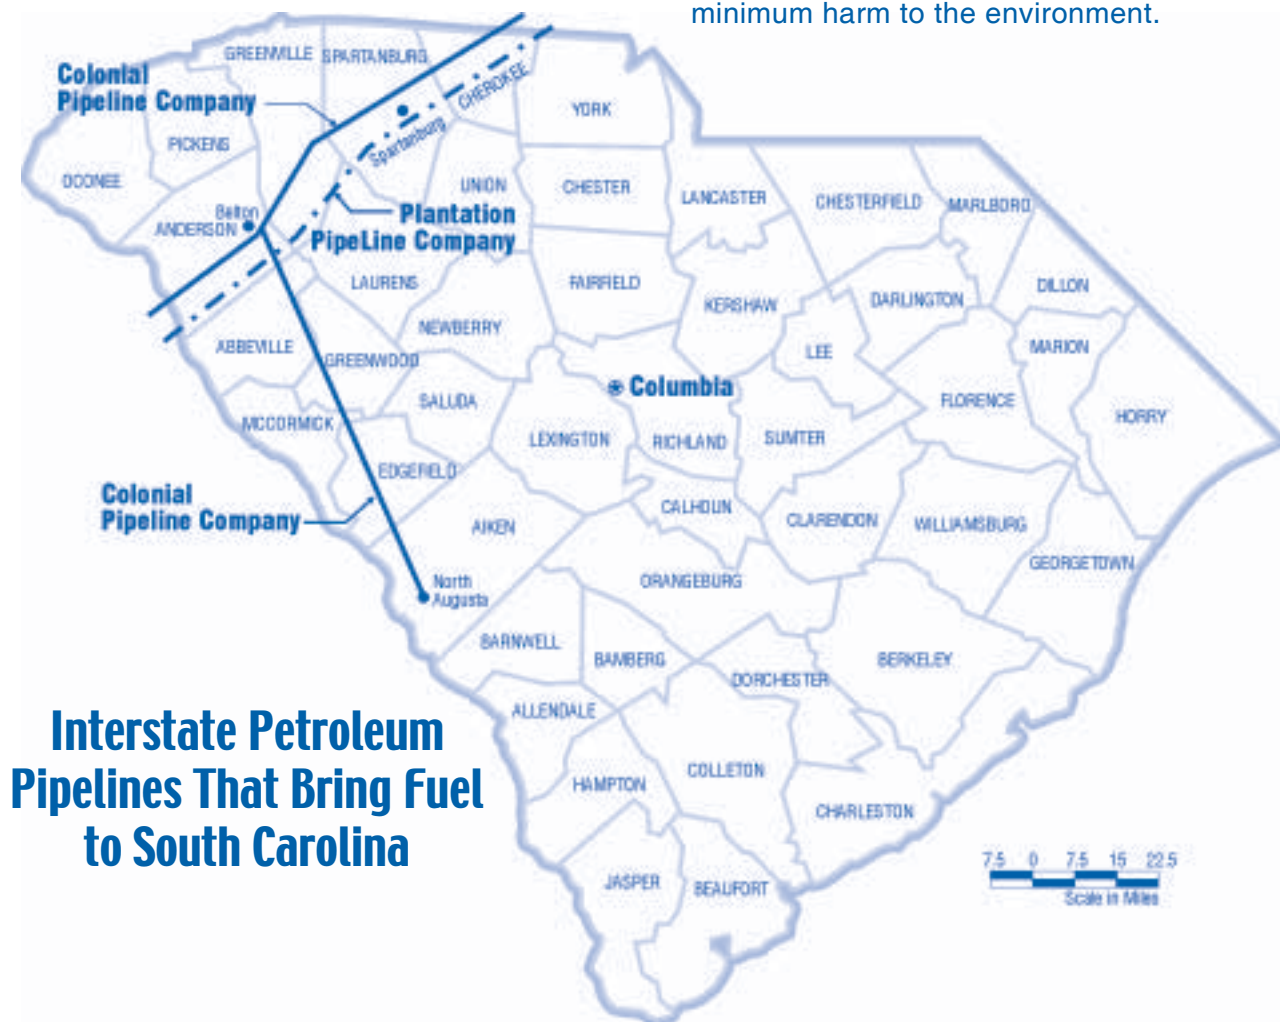 minimum harm to the environment.
GREENVILLE
SPARTANBURG
Colonial
Pipeline Company
CHEROKEE
YORK
PICKENS
Spartanburg
OCONEE
UNION
CHESTER
LANCASTER
CHESTERFIELD
MARLBORO
Belton
ANDERSON
Plantation
PipeLine Company
LAURENS
FAIRFIELD
KERSHAW
DARLINGTON
DILLON
NEWBERRY
ABBEVILLE
GREENWOOD
LEE
MARION
Columbia
SALUDA
FLORENCE
HORRY
MCCORMICK
LEXINGTON
RICHLAND
SUMTER
EDGEFIELD
Colonial
Pipeline Company
CALHOUN
AIKEN
CLARENDON
WILLIAMSBURG
GEORGETOWN
North
Augusta
ORANGEBURG
BARNWELL
BAMBERG
BERKELEY
DORCHESTER
ALLENDALE
Interstate Petroleum
Pipelines That Bring Fuel
to South Carolina
HAMPTON
COLLETON
CHARLESTON
JASPER
BEAUFORT
7.5 0 7.5 15 22.5
Scale in Miles